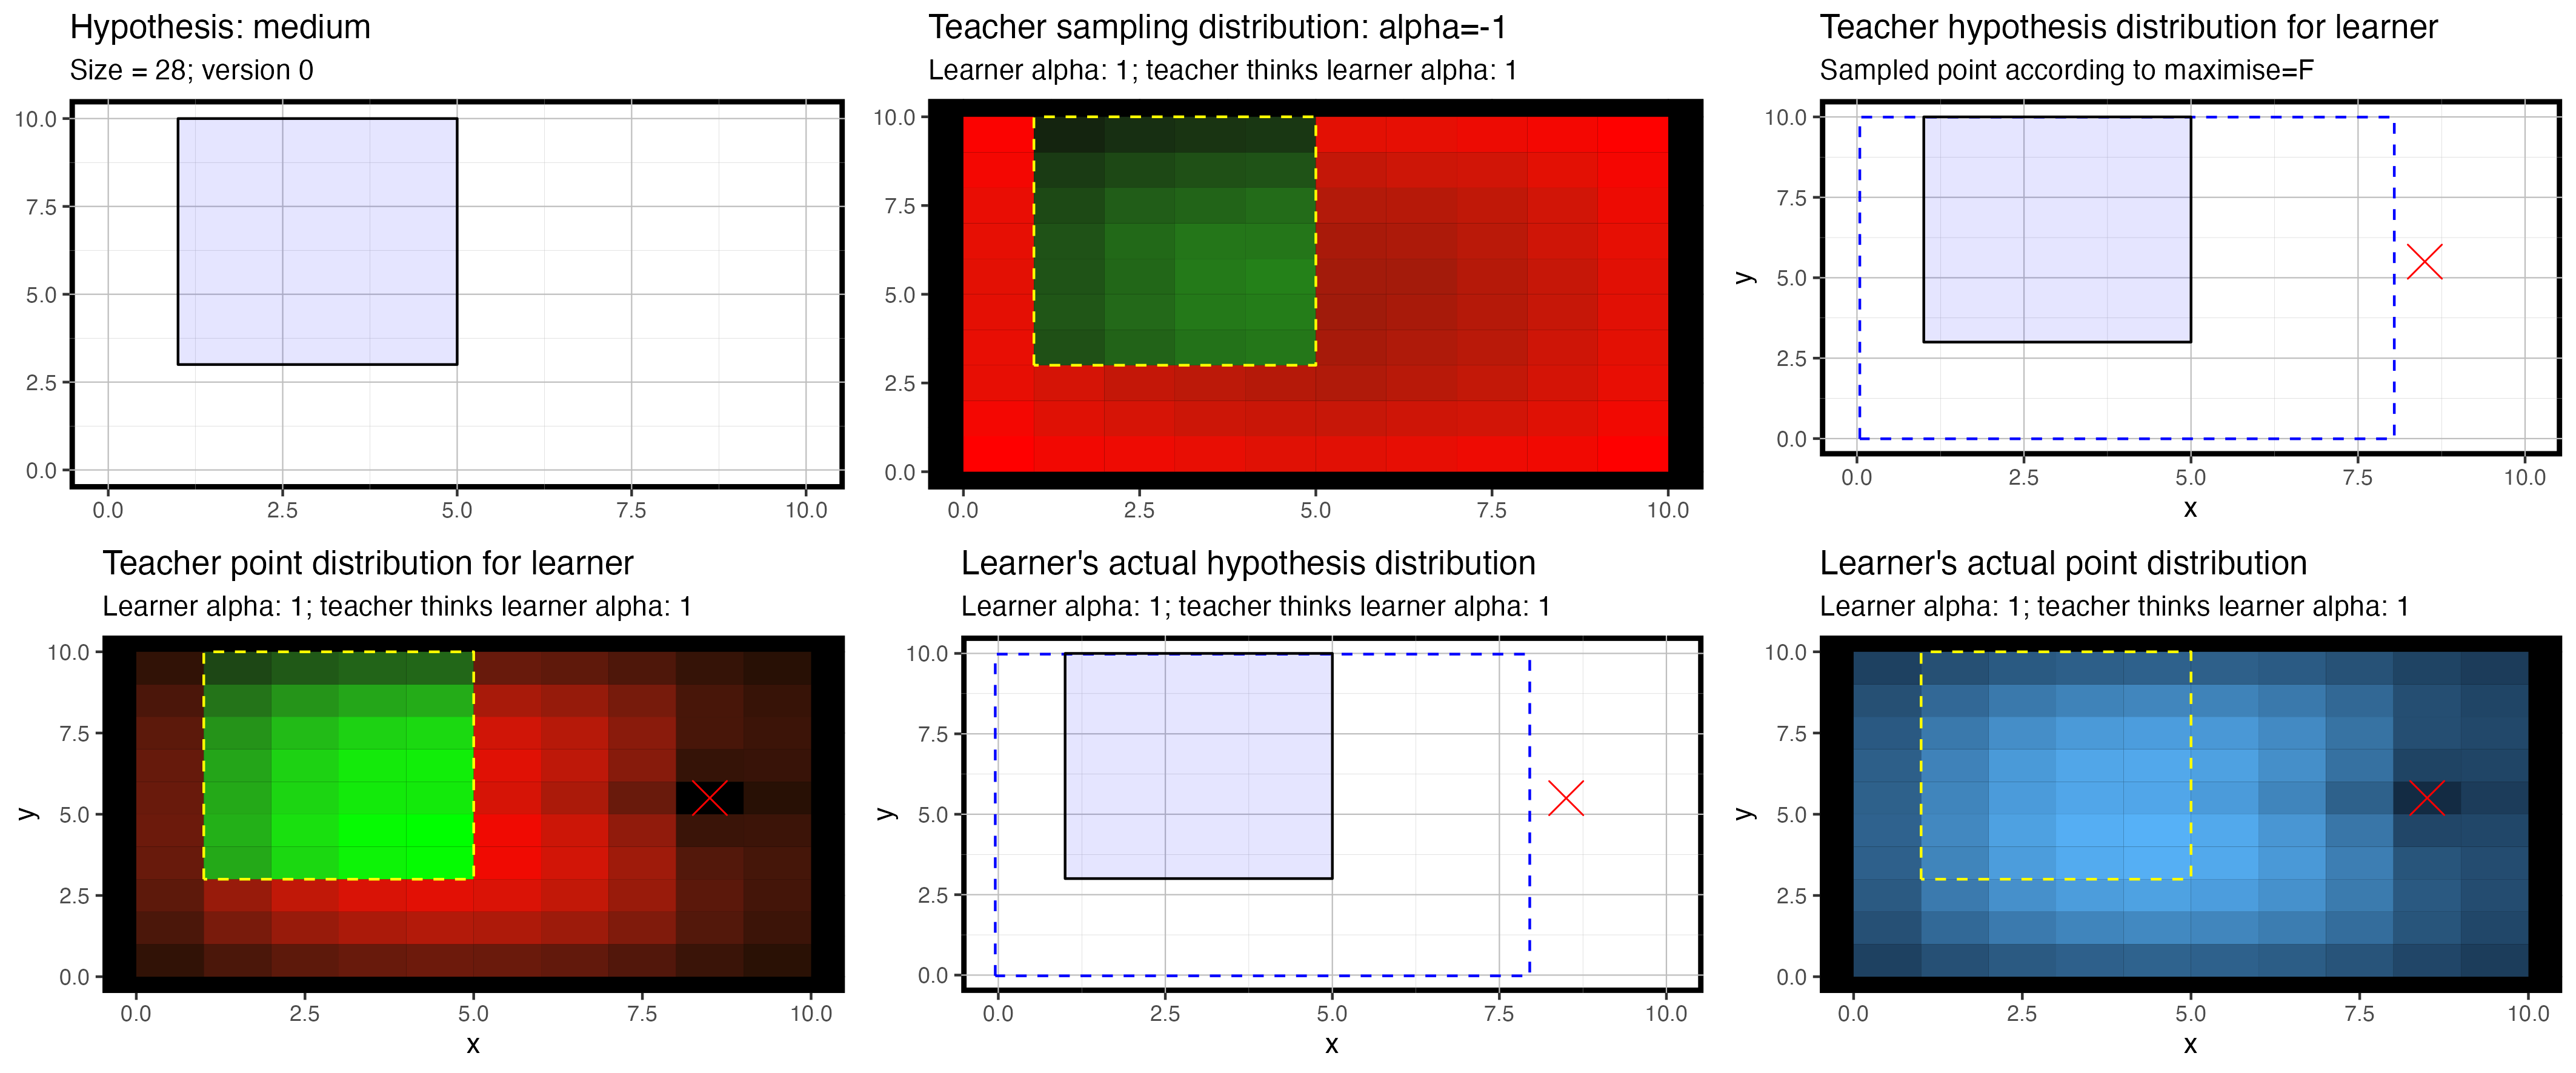 Hypothesis: medium
Size = 28; version 0
10.0
7.5
5.0
2.5
0.0
0.0 2.5 5.0 7.5 10.0
Teacher sampling distribution: alpha=-1
Learner alpha: 1; teacher thinks learner alpha: 1
10.0
7.5
5.0
2.5
0.0
0.0 2.5 5.0 7.5 10.0
Teacher hypothesis distribution for learner
Sampled point according to maximise=F
10.0
7.5
y
5.0
2.5
0.0
0.0 2.5 5.0 7.5 10.0
x
Teacher point distribution for learner
Learner alpha: 1; teacher thinks learner alpha: 1
10.0
7.5
y
5.0
2.5
0.0
0.0 2.5 5.0 7.5 10.0
x
Learner's actual hypothesis distribution
Learner alpha: 1; teacher thinks learner alpha: 1
10.0
7.5
y
5.0
2.5
0.0
0.0 2.5 5.0 7.5 10.0
x
Learner's actual point distribution
Learner alpha: 1; teacher thinks learner alpha: 1
10.0
7.5
y
5.0
2.5
0.0
0.0 2.5 5.0 7.5 10.0
x